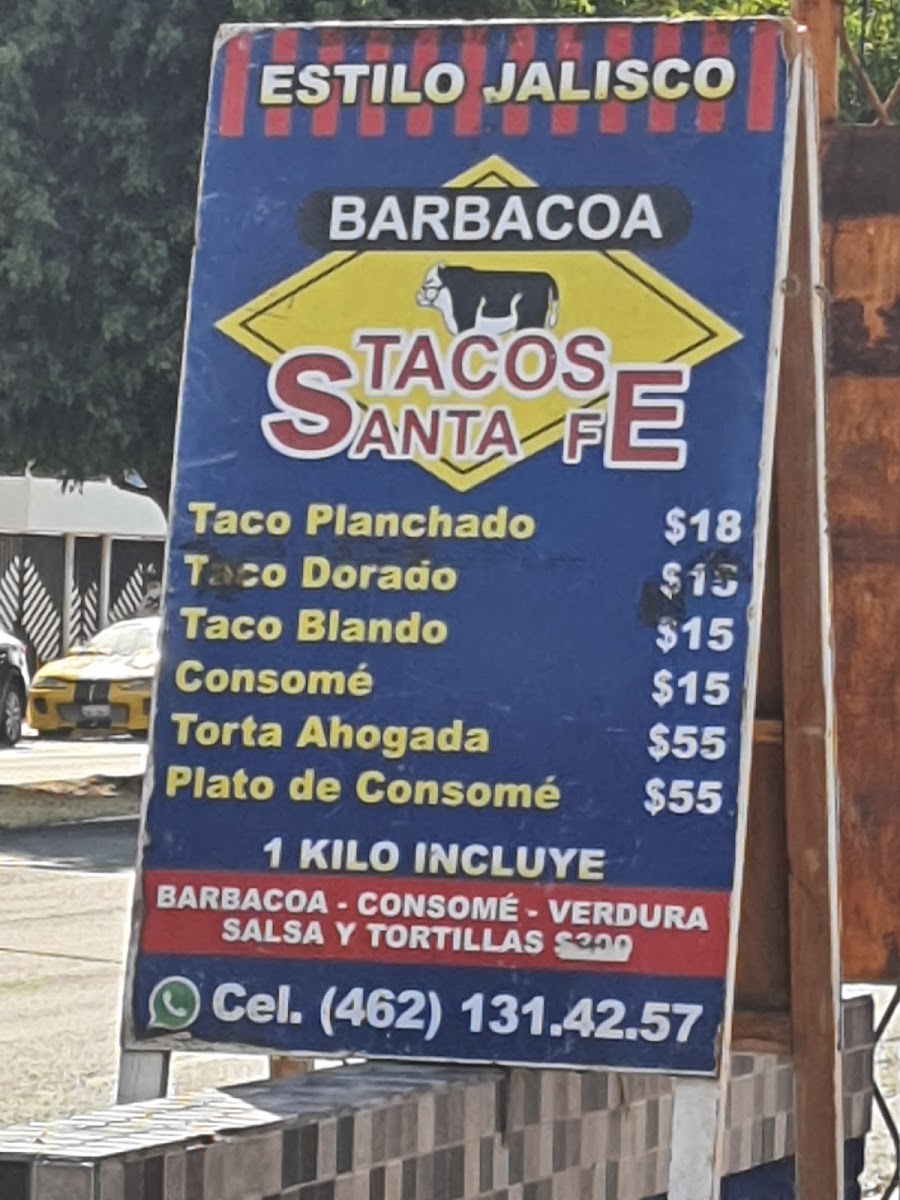 ESTILO JALISCO
BARBACOA
TACOS
SANTA FE
Taco Planchado $18
Taco Dorado $15
Taco Blando $15
Consomé $15
Torta Ahogada $55
Plato de Consomé $55
1 KILO INCLUYE
BARBACOA - CONSOMÉ - VERDURA
SALSA Y TORTILLAS
Cel. (462) 131.42.57